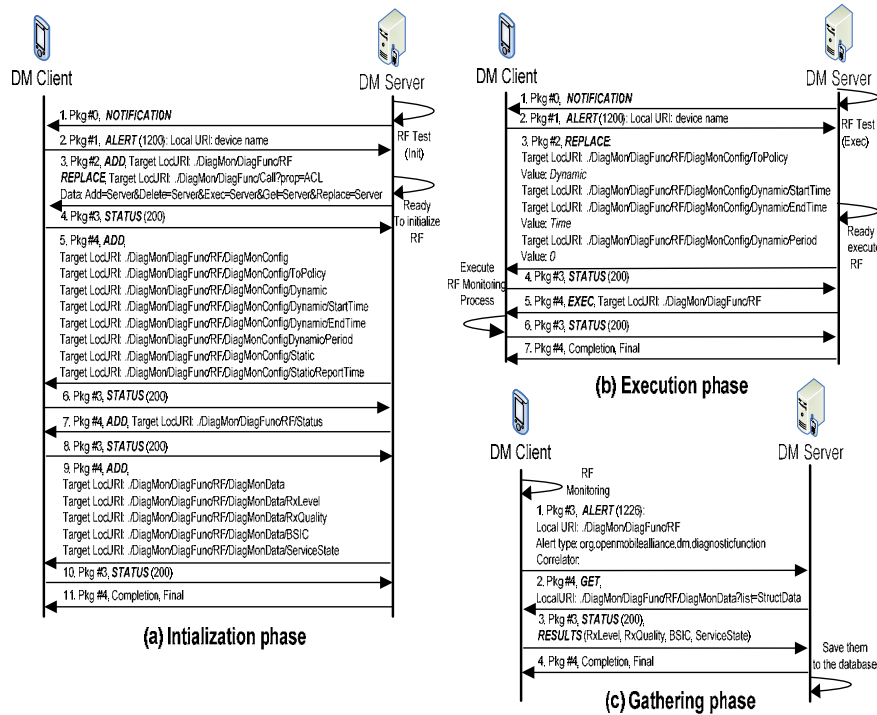 DM Client
DM Server
1. Pkg #0, NOTIFICATION
RF Test
(Init)
2. Pkg #1, ALERT (1200): Local URI: device name
3. Pkg #2, ADD, Target LocURI: ./DiagMon/DiagFunc/RF
REPLACE, Target LocURI: ./DiagMon/DiagFunc/Call?prop=ACL
Data: Add=Server&Delete=Server&Exec=Server&Get=Server&Replace=Server
Ready
To initialize
RF
4. Pkg #3, STATUS (200)
5. Pkg #4, ADD,
Target LocURI: ./DiagMon/DiagFunc/RF/DiagMonConfig
Target LocURI: ./DiagMon/DiagFunc/RF/DiagMonConfig/ToPolicy
Target LocURI: ./DiagMon/DiagFunc/RF/DiagMonConfig/Dynamic
Target LocURI: ./DiagMon/DiagFunc/RF/DiagMonConfig/Dynamic/StartTime
Target LocURI: ./DiagMon/DiagFunc/RF/DiagMonConfig/Dynamic/EndTime
Target LocURI: ./DiagMon/DiagFunc/RF/DiagMonConfigDynamic/Period
Target LocURI: ./DiagMon/DiagFunc/RF/DiagMonConfig/Static
Target LocURI: ./DiagMon/DiagFunc/RF/DiagMonConfig/Static/ReportTime
6. Pkg #3, STATUS (200)
7. Pkg #4, ADD, Target LocURI: ./DiagMon/DiagFunc/RF/Status
8. Pkg #3, STATUS (200)
9. Pkg #4, ADD,
Target LocURI: ./DiagMon/DiagFunc/RF/DiagMonData
Target LocURI: ./DiagMon/DiagFunc/RF/DiagMonData/RxLevel
Target LocURI: ./DiagMon/DiagFunc/RF/DiagMonData/RxQuality
Target LocURI: ./DiagMon/DiagFunc/RF/DiagMonData/BSIC
Target LocURI: ./DiagMon/DiagFunc/RF/DiagMonData/ServiceState
10. Pkg #3, STATUS (200)
11. Pkg #4, Completion, Final
(a) Intialization phase
DM Client
DM Server
1. Pkg #0, NOTIFICATION
RF Test
(Exec)
2. Pkg #1, ALERT (1200): Local URI: device name
3. Pkg #2, REPLACE:
Target LocURI: ./DiagMon/DiagFunc/RF/DiagMonConfig/ToPolicy
Value: Dynamic
Target LocURI: ./DiagMon/DiagFunc/RF/DiagMonConfig/Dynamic/StartTime
Target LocURI: ./DiagMon/DiagFunc/RF/DiagMonConfig/Dynamic/EndTime
Value: Time
Target LocURI: ./DiagMon/DiagFunc/RF/DiagMonConfig/Dynamic/Period
Value: 0
Ready
execute
RF
Execute
RF Monitoring
Process
4. Pkg #3, STATUS (200)
5. Pkg #4, EXEC, Target LocURI: ./DiagMon/DiagFunc/RF
6. Pkg #3, STATUS (200)
7. Pkg #4, Completion, Final
(b) Execution phase
DM Client
DM Server
RF
Monitoring
1. Pkg #3, ALERT (1226):
Local URI: ./DiagMon/DiagFunc/RF
Alert type: org.openmobilealliance.dm.diagnosticfunction
Correlator:
2. Pkg #4, GET,
LocalURI: ./DiagMon/DiagFunc/RF/DiagMonData?list=StructData
3. Pkg #3, STATUS (200),
RESULTS (RxLevel, RxQuality, BSIC, ServiceState)
4. Pkg #4, Completion, Final
Save them
to the database
(c) Gathering phase